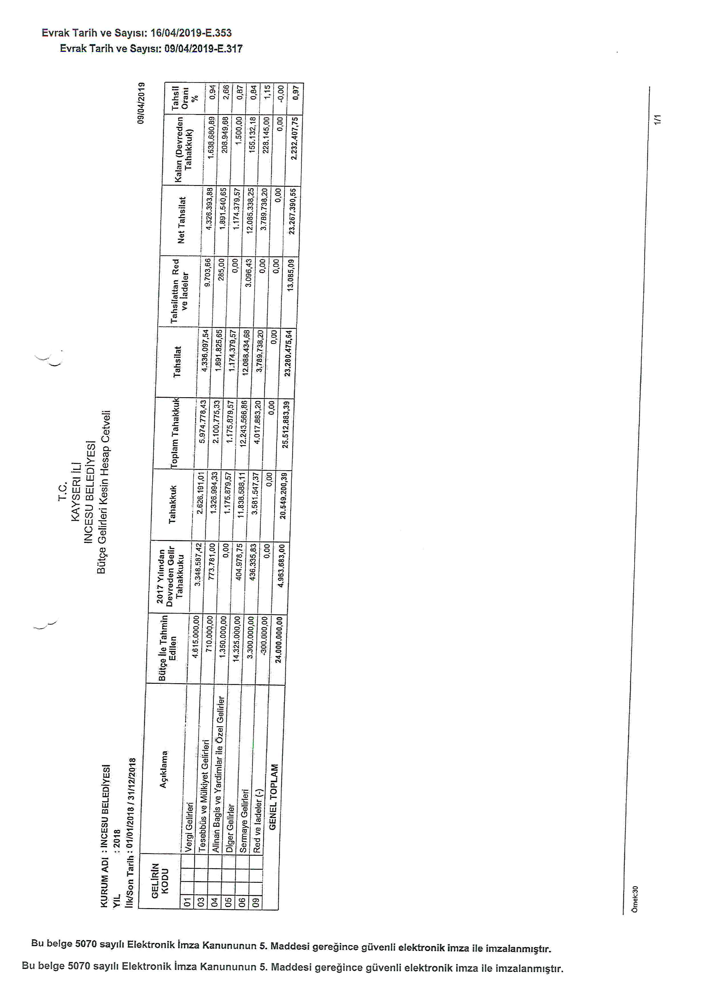 Evrak Tarih ve Sayısı: 16/04/2019-E.353
Evrak Tarih ve Sayısı: 09/04/2019-E.317
T.C.
KAYSERI İLİ
INCESU BELEDİYESİ
Bütçe Gelirleri Kesin Hesap Cetveli
KURUM ADI : INCESU BELEDİYESİ
YIL : 2018
İlk/Son Tarih : 01/01/2018 / 31/12/2018
09/04/2019
GELİRİN KODU | Açıklama | Bütçe İle Tahmin Edilen | 2017 Yılından Devreden Gelir Tahakkuku | Tahakkuk | Toplam Tahakkuk | Tahsilat | Tahsilattan Red ve İadeler | Net Tahsilat | Kalan (Devreden Tahakkuk) | Tahsil Oranı %
01 | Vergi Gelirleri | 4.615.000,00 | 3.348.587,42 | 2.626.191,01 | 5.974.778,43 | 4.336.097,54 | 9.703,66 | 4.326.393,88 | 1.638.680,89 | 0,94
03 | Tesebbüs ve Mülkiyet Gelirleri | 710.000,00 | 773.781,00 | 1.326.994,33 | 2.100.775,33 | 1.891.825,65 | 285,00 | 1.891.540,65 | 208.949,68 | 2,66
04 | Alinan Bagis ve Yardimlar ile Özel Gelirler | 1.350.000,00 | 0,00 | 1.175.879,57 | 1.175.879,57 | 1.174.379,57 | 0,00 | 1.174.379,57 | 1.500,00 | 0,87
05 | Diger Gelirler | 14.325.000,00 | 404.978,75 | 11.838.588,11 | 12.243.566,86 | 12.088.434,68 | 3.096,43 | 12.085.338,25 | 155.132,18 | 0,84
06 | Sermaye Gelirleri | 3.300.000,00 | 436.335,83 | 3.581.547,37 | 4.017.883,20 | 3.789.738,20 | 0,00 | 3.789.738,20 | 228.145,00 | 1,15
09 | Red ve Iadeler (-) | -300.000,00 | 0,00 | 0,00 | 0,00 | 0,00 | 0,00 | 0,00 | 0,00 | -0,00
GENEL TOPLAM | 24.000.000,00 | 4.963.683,00 | 20.549.200,39 | 25.512.883,39 | 23.280.475,64 | 13.085,09 | 23.267.390,55 | 2.232.407,75 | 0,97
Örnek:30
1/1
Bu belge 5070 sayılı Elektronik İmza Kanununun 5. Maddesi gereğince güvenli elektronik imza ile imzalanmıştır.
Bu belge 5070 sayılı Elektronik İmza Kanununun 5. Maddesi gereğince güvenli elektronik imza ile imzalanmıştır.